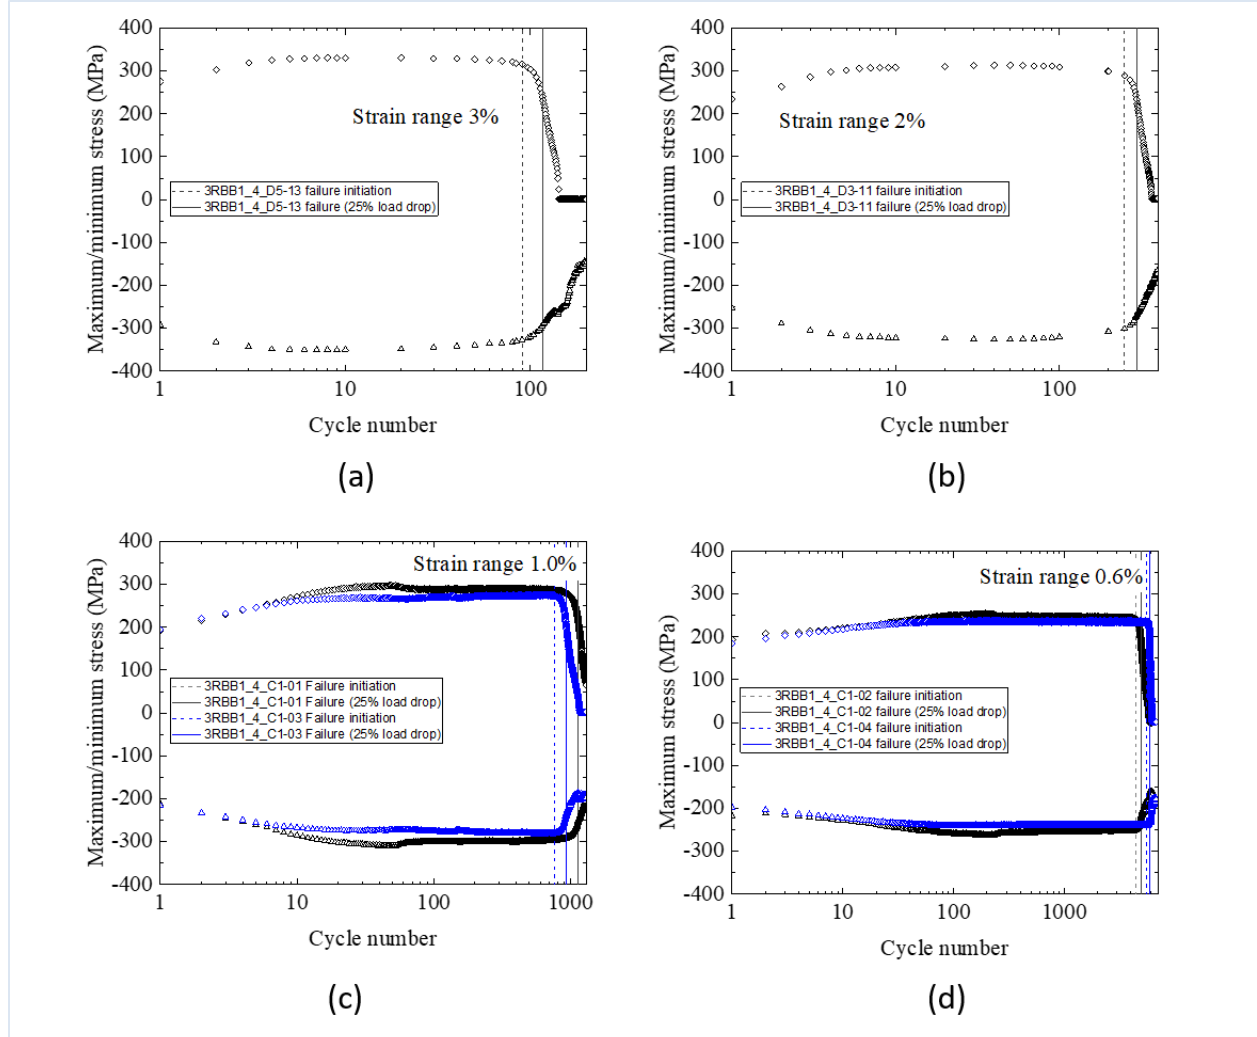 Maximum/minimum stress (MPa)
400
300
200
100
0
-100
-200
-300
-400
Strain range 3%
3RBB1_4_D5-13 failure initiation
3RBB1_4_D5-13 failure (25% load drop)
1
10
100
Cycle number
(a)
Maximum/minimum stress (MPa)
400
300
200
100
0
-100
-200
-300
-400
Strain range 2%
3RBB1_4_D3-11 failure initiation
3RBB1_4_D3-11 failure (25% load drop)
1
10
100
Cycle number
(b)
Maximum/minimum stress (MPa)
400
300
200
100
0
-100
-200
-300
-400
Strain range 1.0%
3RBB1_4_C1-01 Failure initiation
3RBB1_4_C1-01 Failure (25% load drop)
3RBB1_4_C1-03 Failure initiation
3RBB1_4_C1-03 Failure (25% load drop)
1
10
100
1000
Cycle number
(c)
Maximum stress (MPa)
400
300
200
100
0
-100
-200
-300
-400
Strain range 0.6%
3RBB1_4_C1-02 failure initiation
3RBB1_4_C1-02 failure (25% load drop)
3RBB1_4_C1-04 failure initiation
3RBB1_4_C1-04 failure (25% load drop)
1
10
100
1000
Cycle number
(d)